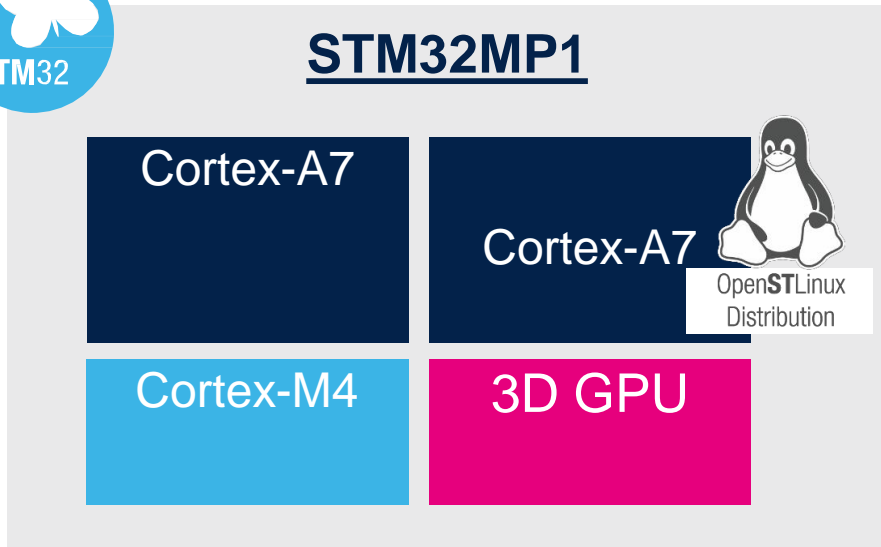 STM32MP1
TM32
Cortex-A7
Cortex-A7
OpenSTLinux
Distribution
Cortex-M4
3D GPU